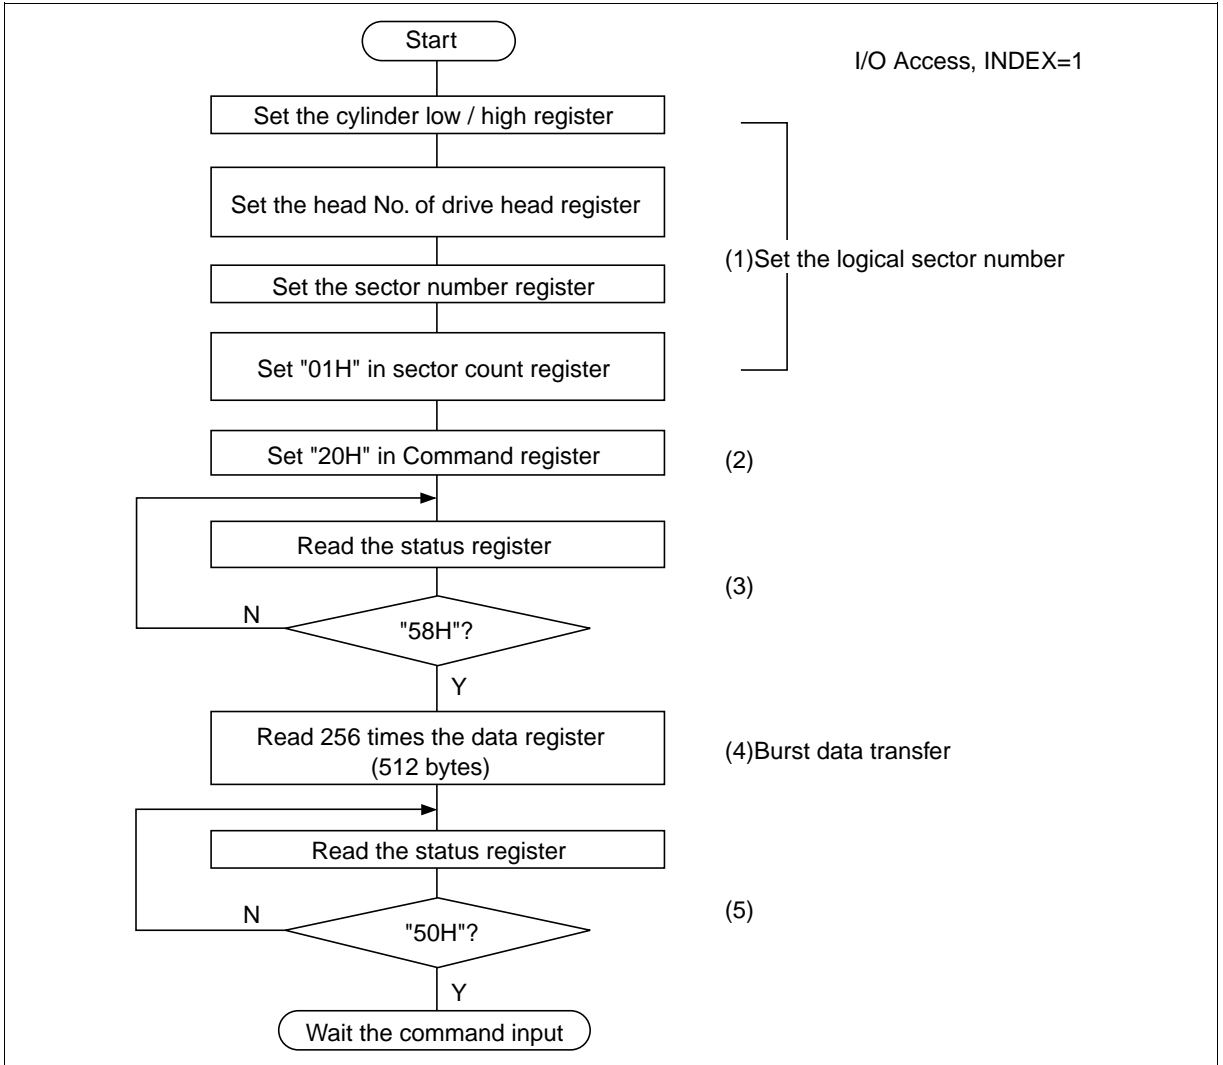 Start
I/O Access, INDEX=1
Set the cylinder low / high register
Set the head No. of drive head register
(1)Set the logical sector number
Set the sector number register
Set "01H" in sector count register
Set "20H" in Command register
(2)
Read the status register
(3)
N
"58H"?
Y
Read 256 times the data register
(512 bytes)
(4)Burst data transfer
Read the status register
N
"50H"?
(5)
Y
Wait the command input